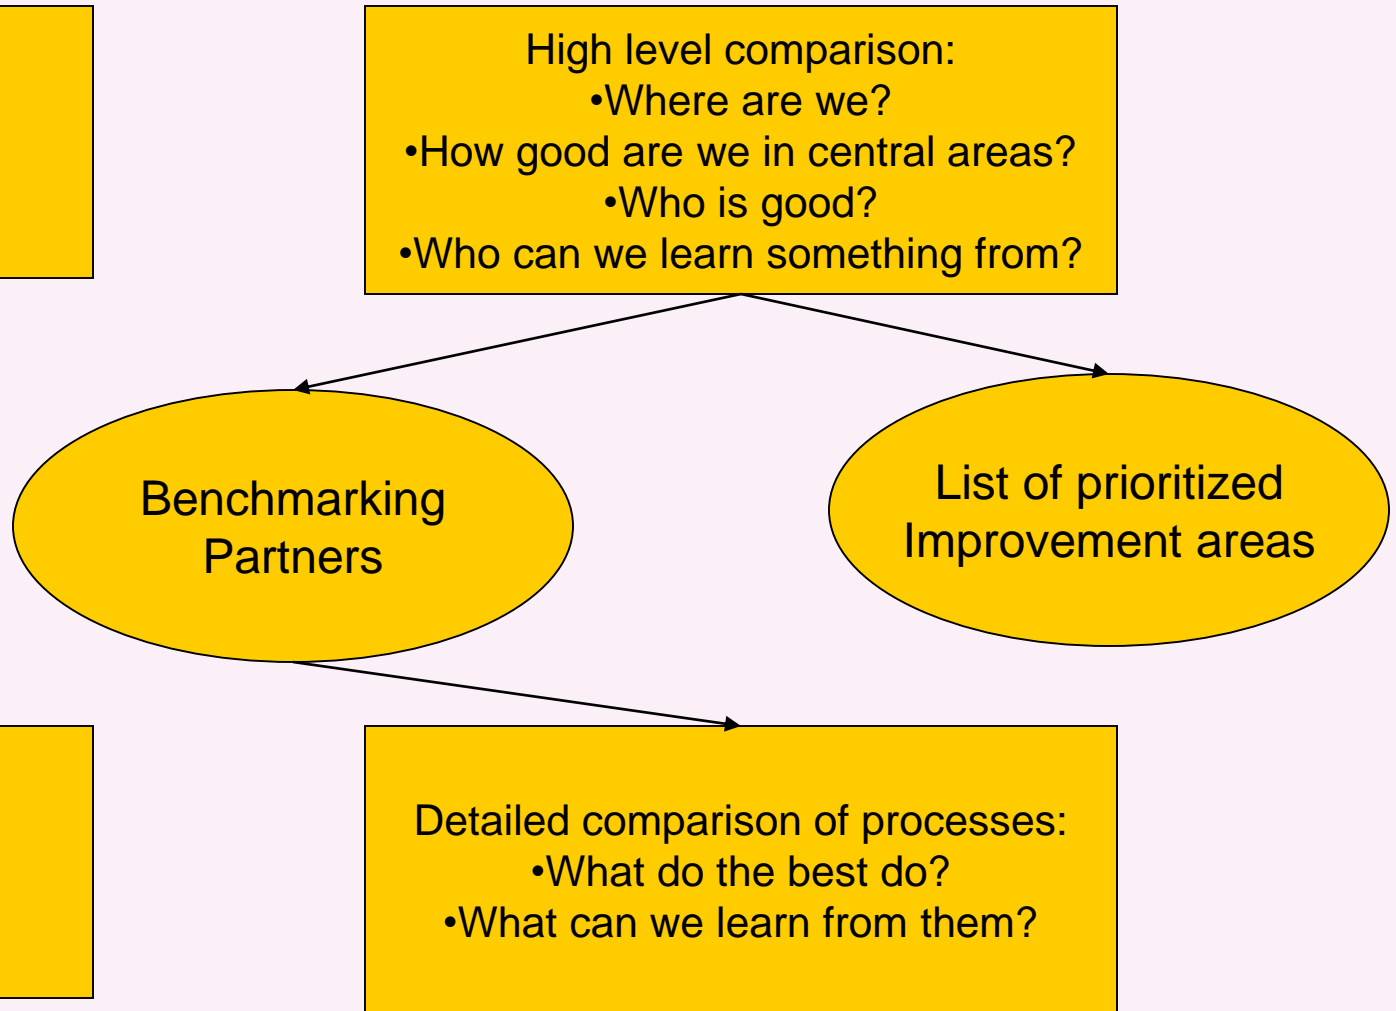 High level comparison:
•Where are we?
•How good are we in central areas?
•Who is good?
•Who can we learn something from?
Benchmarking
Partners
List of prioritized
Improvement areas
Detailed comparison of processes:
•What do the best do?
•What can we learn from them?